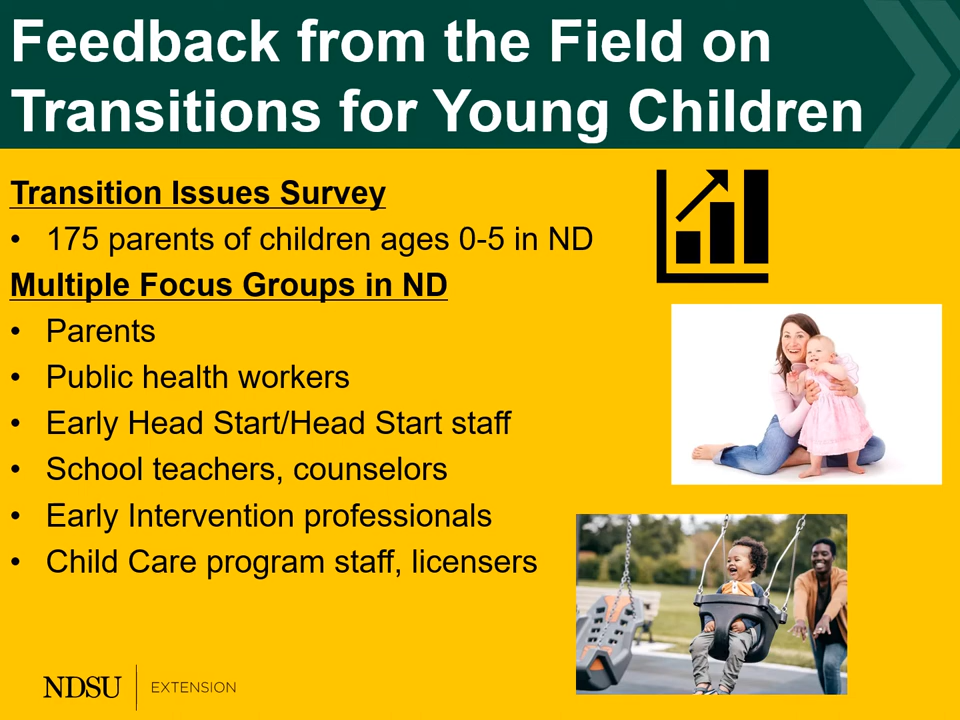 Feedback from the Field on
Transitions for Young Children
Transition Issues Survey
• 175 parents of children ages 0-5 in ND
Multiple Focus Groups in ND
• Parents
• Public health workers
• Early Head Start/Head Start staff
• School teachers, counselors
• Early Intervention professionals
• Child Care program staff, licensers
NDSU EXTENSION